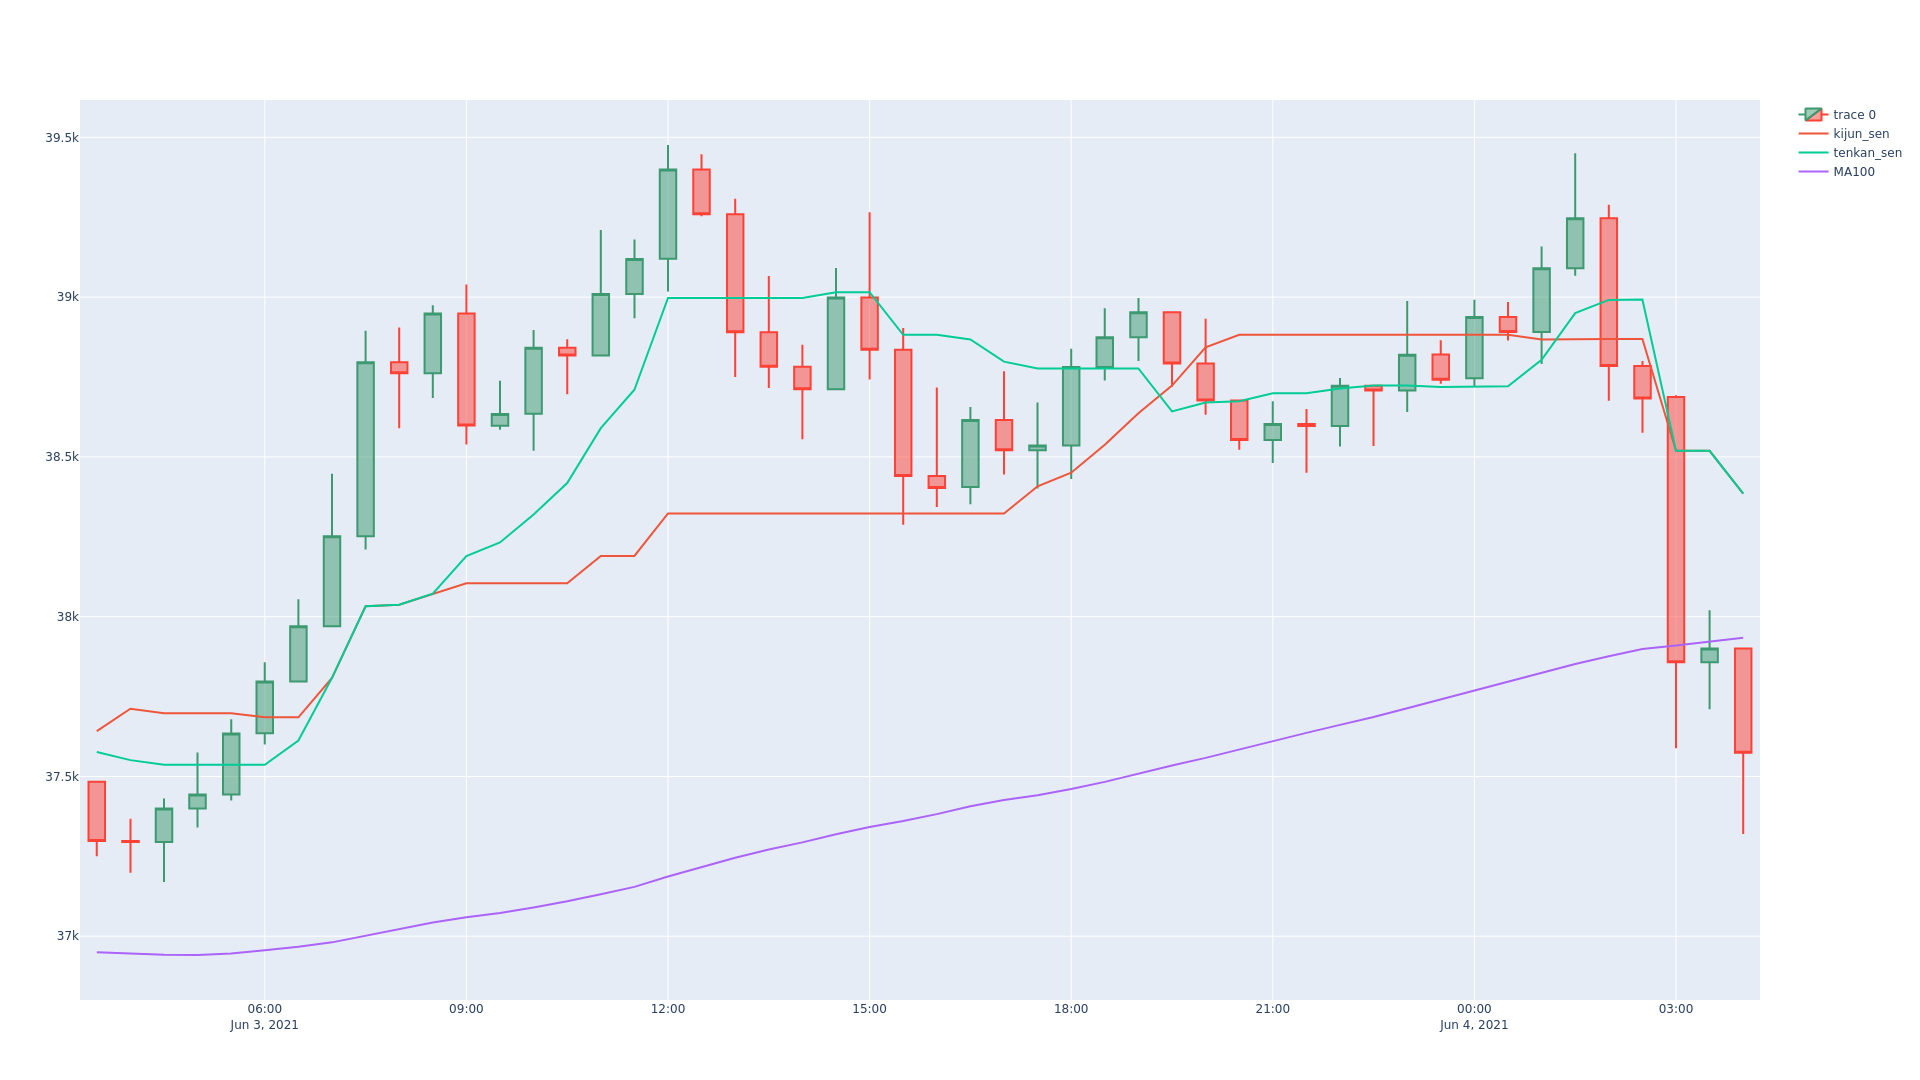 39.5k
39k
38.5k
38k
37.5k
37k
06:00
Jun 3, 2021
09:00
12:00
15:00
18:00
21:00
00:00
Jun 4, 2021
03:00
trace 0
kijun_sen
tenkan_sen
MA100